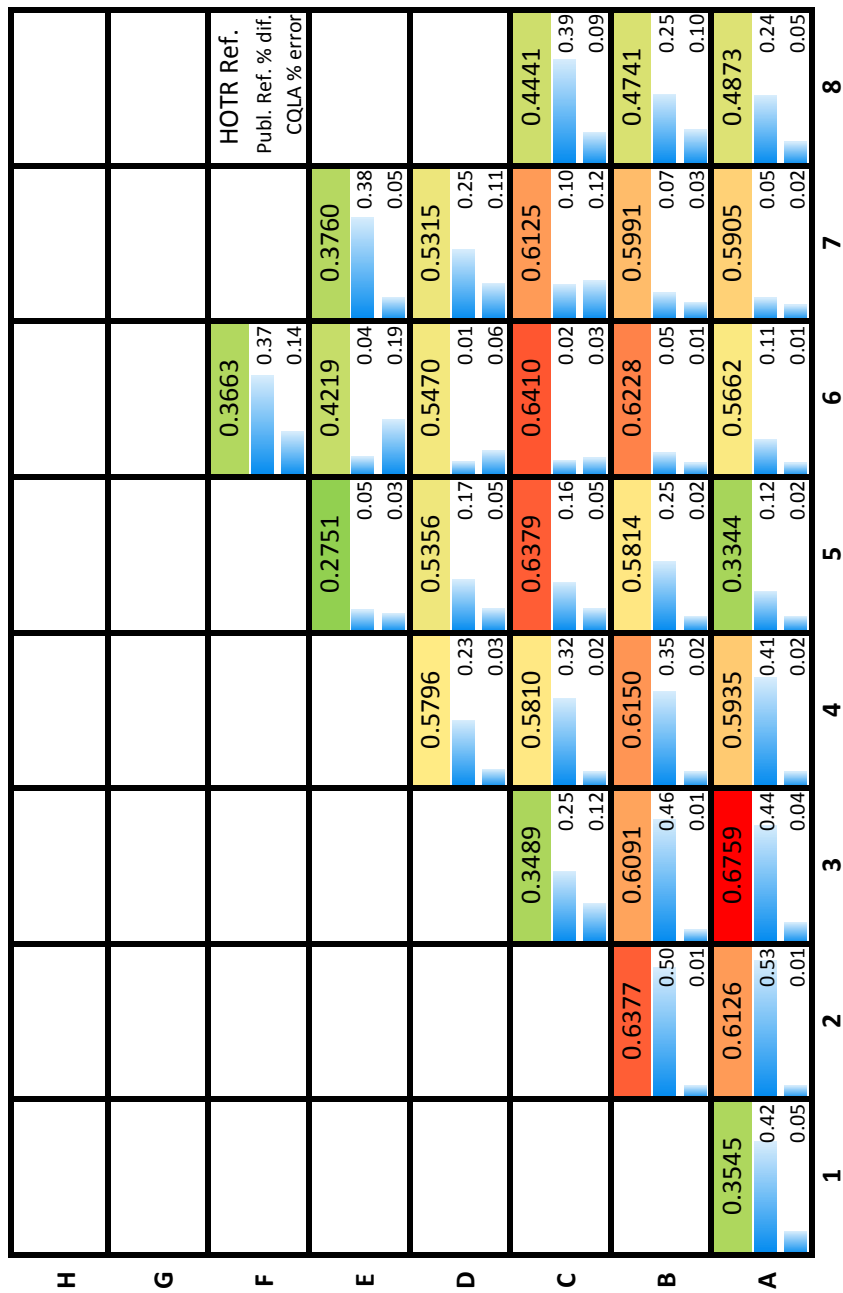 A B C D E F G H
1 0.3545
0.42
0.05
2 0.6126 0.6377
0.53 0.50
0.01 0.01
3 0.6759 0.6091 0.3489
0.44 0.46 0.25
0.04 0.01 0.12
4 0.5935 0.6150 0.5810 0.5796
0.41 0.35 0.32 0.23
0.02 0.02 0.02 0.03
5 0.3344 0.5814 0.6379 0.5356 0.2751
0.12 0.25 0.16 0.17 0.05
0.02 0.02 0.05 0.05 0.03
6 0.5662 0.6228 0.6410 0.5470 0.4219 0.3663
0.11 0.05 0.02 0.01 0.04 0.37
0.01 0.01 0.03 0.06 0.19 0.14
7 0.5905 0.5991 0.6125 0.5315 0.3760
0.05 0.07 0.10 0.25 0.38
0.02 0.03 0.12 0.11 0.05
8 0.4873 0.4741 0.4441 HOTR Ref.
0.24 0.25 0.39 Publ. Ref. % dif.
0.05 0.10 0.09 CQLA % error